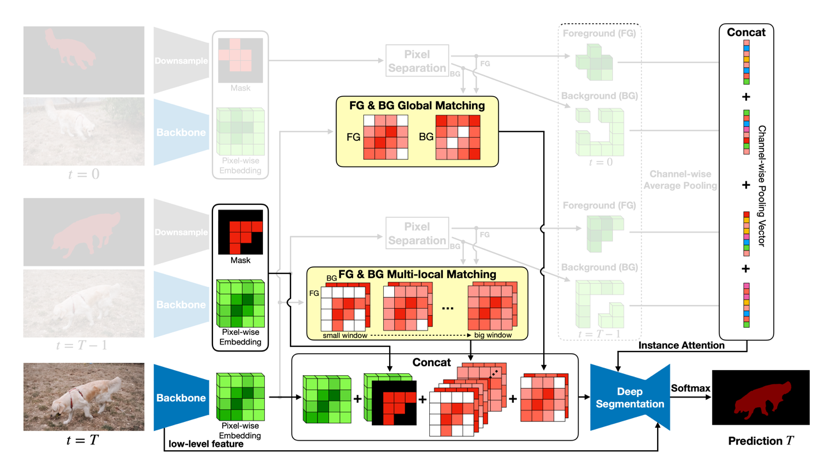 Downsample
Mask
Backbone
Pixel-wise
Embedding
t = 0
Pixel
Separation
FG
BG
FG & BG Global Matching
FG
BG
Foreground (FG)
Background (BG)
t = 0
Concat
+
+
+
Channel-wise Pooling Vector
Channel-wise
Average Pooling
Downsample
Mask
Backbone
Pixel-wise
Embedding
t = T − 1
Pixel
Separation
FG
BG
FG & BG Multi-local Matching
BG
FG
...
small window
big window
Foreground (FG)
Background (BG)
t = T − 1
Instance Attention
Backbone
Pixel-wise
Embedding
t = T
low-level feature
Concat
+
+
+
Deep
Segmentation
Softmax
Prediction T